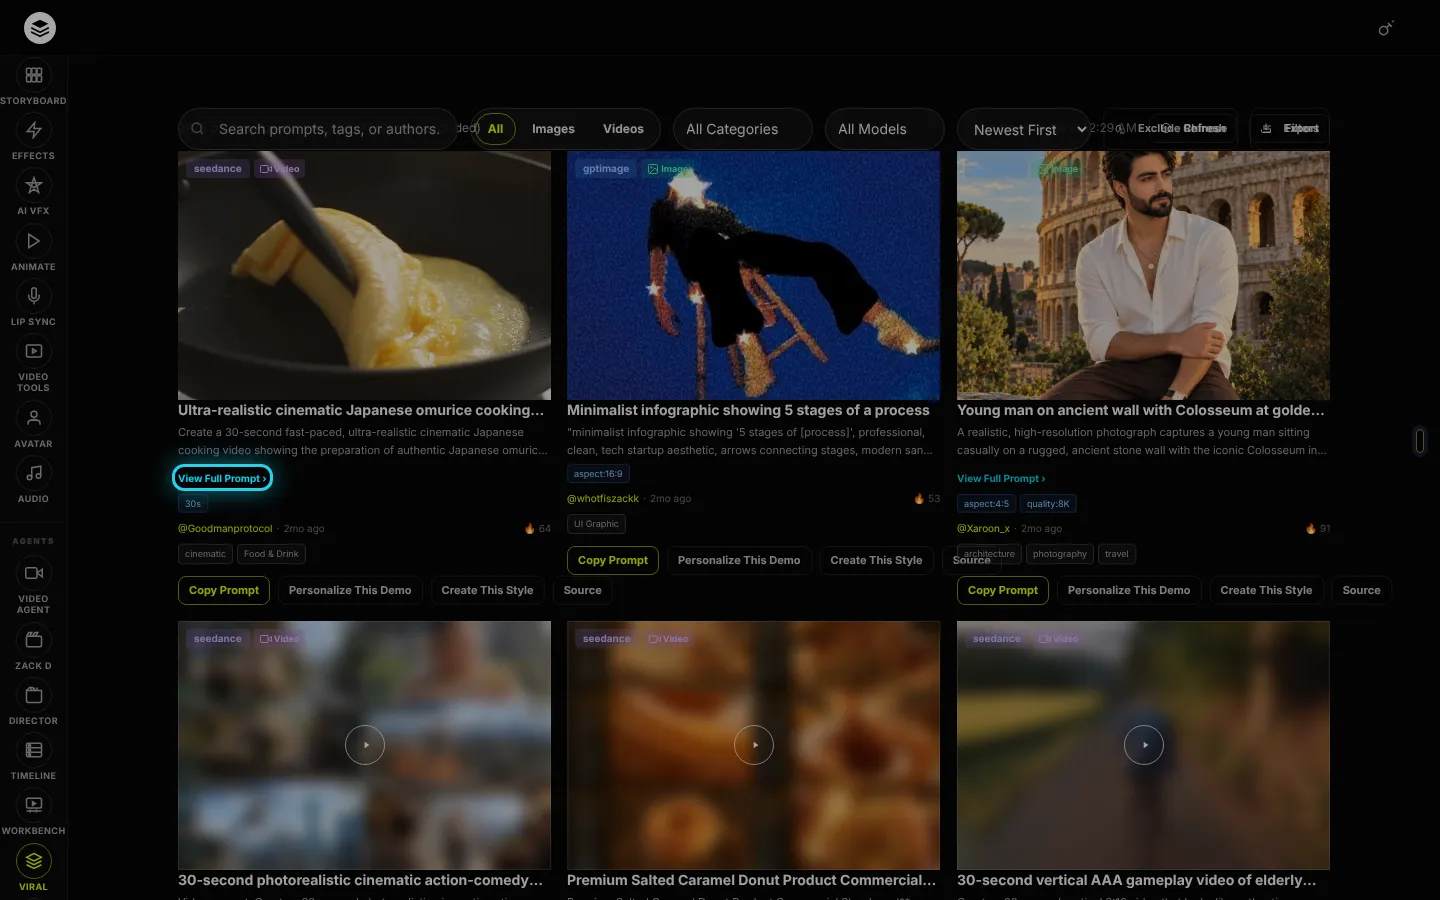 STORYBOARD
EFFECTS
AI VFX
ANIMATE
LIP SYNC
VIDEO
TOOLS
AVATAR
AUDIO
AGENTS
VIDEO
AGENT
ZACK D
DIRECTOR
TIMELINE
WORKBENCH
VIRAL
Search prompts, tags, or authors.
All
Images
Videos
All Categories
All Models
Newest First
seedance
Video
Ultra-realistic cinematic Japanese omurice cooking...
Create a 30-second fast-paced, ultra-realistic cinematic Japanese
cooking video showing the preparation of authentic Japanese omuric...
View Full Prompt ›
30s
@Goodmanprotocol · 2mo ago
64
cinematic
Food & Drink
Copy Prompt
Personalize This Demo
Create This Style
Source
gptimage
Image
Minimalist infographic showing 5 stages of a process
"minimalist infographic showing '5 stages of [process]', professional,
clean, tech startup aesthetic, arrows connecting stages, modern san...
aspect:16:9
@whotfiszackk · 2mo ago
53
UI Graphic
Copy Prompt
Personalize This Demo
Create This Style
Source
Image
Young man on ancient wall with Colosseum at golde...
A realistic, high-resolution photograph captures a young man sitting
casually on a rugged, ancient stone wall with the iconic Colosseum in...
View Full Prompt ›
aspect:4:5
quality:8K
@Xaroon_x · 2mo ago
91
architecture
photography
travel
Copy Prompt
Personalize This Demo
Create This Style
Source
seedance
Video
30-second photorealistic cinematic action-comedy...
seedance
Video
Premium Salted Caramel Donut Product Commercial...
seedance
Video
30-second vertical AAA gameplay video of elderly...